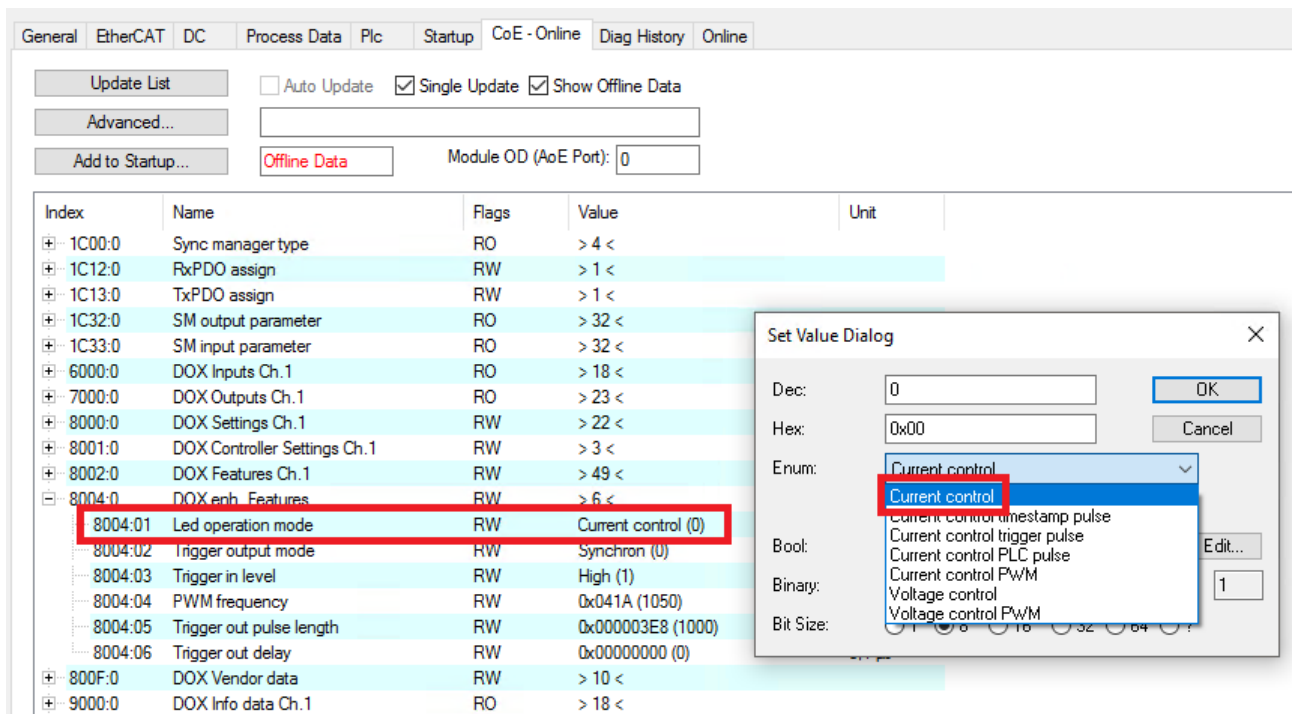 General EtherCAT DC Process Data Plc Startup CoE - Online Diag History Online
Update List Auto Update Single Update Show Offline Data
Advanced...
Add to Startup... Offline Data Module OD (AoE Port): 0
Index Name Flags Value Unit
1C00:0 Sync manager type RO > 4 <
1C12:0 RxPDO assign RW > 1 <
1C13:0 TxPDO assign RW > 1 <
1C32:0 SM output parameter RO > 32 <
1C33:0 SM input parameter RO > 32 <
6000:0 DOX Inputs Ch.1 RO > 18 <
7000:0 DOX Outputs Ch.1 RO > 23 <
8000:0 DOX Settings Ch.1 RW > 22 <
8001:0 DOX Controller Settings Ch.1 RW > 3 <
8002:0 DOX Features Ch.1 RW > 49 <
8004:0 DOX enh. Features RW > 6 <
8004:01 Led operation mode RW Current control (0)
8004:02 Trigger output mode RW Synchron (0)
8004:03 Trigger in level RW High (1)
8004:04 PWM frequency RW 0x041A (1050)
8004:05 Trigger out pulse length RW 0x000003E8 (1000)
8004:06 Trigger out delay RW 0x00000000 (0)
800F:0 DOX Vendor data RW > 10 <
9000:0 DOX Info data Ch.1 RO > 18 <
Set Value Dialog
Dec: 0 OK
Hex: 0x00 Cancel
Enum: Current control
Current control
Current control timestamp pulse
Current control trigger pulse
Current control PLC pulse
Current control PWM
Voltage control
Voltage control PWM
Bool: Edit...
Binary: 1
Bit Size: 1 8 16 32 64 ?